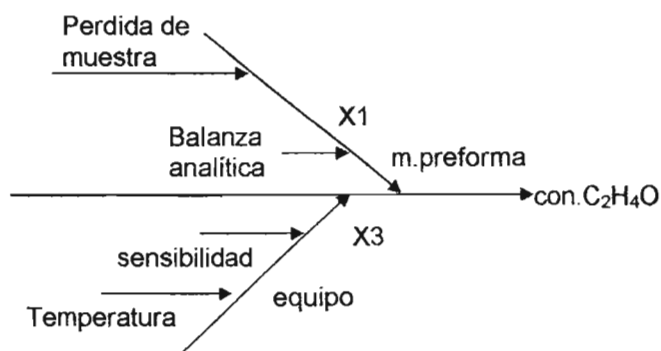 Perdida de
muestra
X1
Balanza
analítica
m.preforma
con.C₂H₄O
X3
sensibilidad
equipo
Temperatura